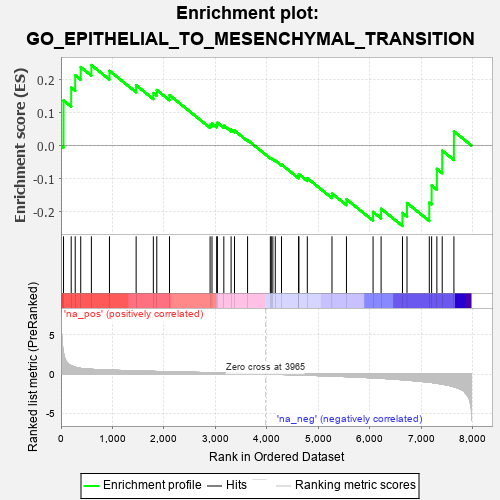 Enrichment plot:
GO_EPITHELIAL_TO_MESENCHYMAL_TRANSITION
Enrichment score (ES)
0.2
0.1
0.0
-0.1
-0.2
'na_pos' (positively correlated)
Ranked list metric (PreRanked)
5
0
-5
Zero cross at 3965
'na_neg' (negatively correlated)
0
1,000
2,000
3,000
4,000
5,000
6,000
7,000
8,000
Rank in Ordered Dataset
Enrichment profile
Hits
Ranking metric scores